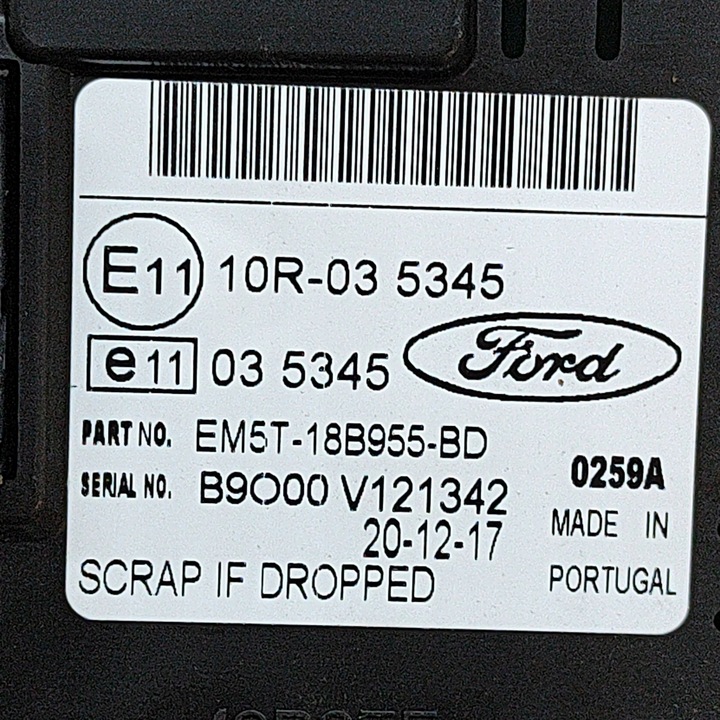 E11 10R-03 5345
e11 03 5345 Ford
PART NO. EM5T-18B955-BD
SERIAL NO. B9O00 V121342 0259A
20-12-17 MADE IN
SCRAP IF DROPPED PORTUGAL